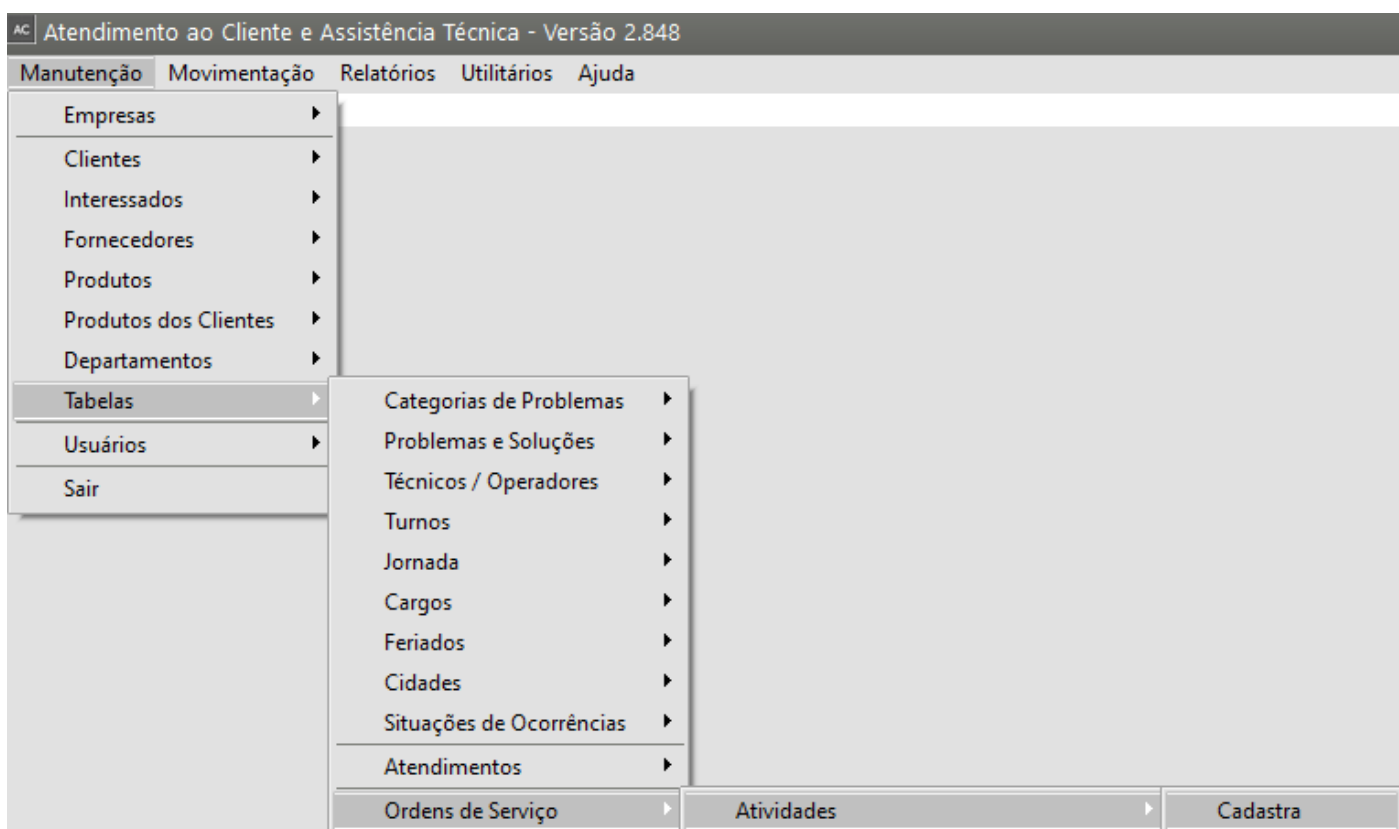 AC Atendimento ao Cliente e Assistência Técnica - Versão 2.848
Manutenção Movimentação Relatórios Utilitários Ajuda
Empresas
Clientes
Interessados
Fornecedores
Produtos
Produtos dos Clientes
Departamentos
Tabelas
Usuários
Sair
Categorias de Problemas
Problemas e Soluções
Técnicos / Operadores
Turnos
Jornada
Cargos
Feriados
Cidades
Situações de Ocorrências
Atendimentos
Ordens de Serviço
Atividades
Cadastra